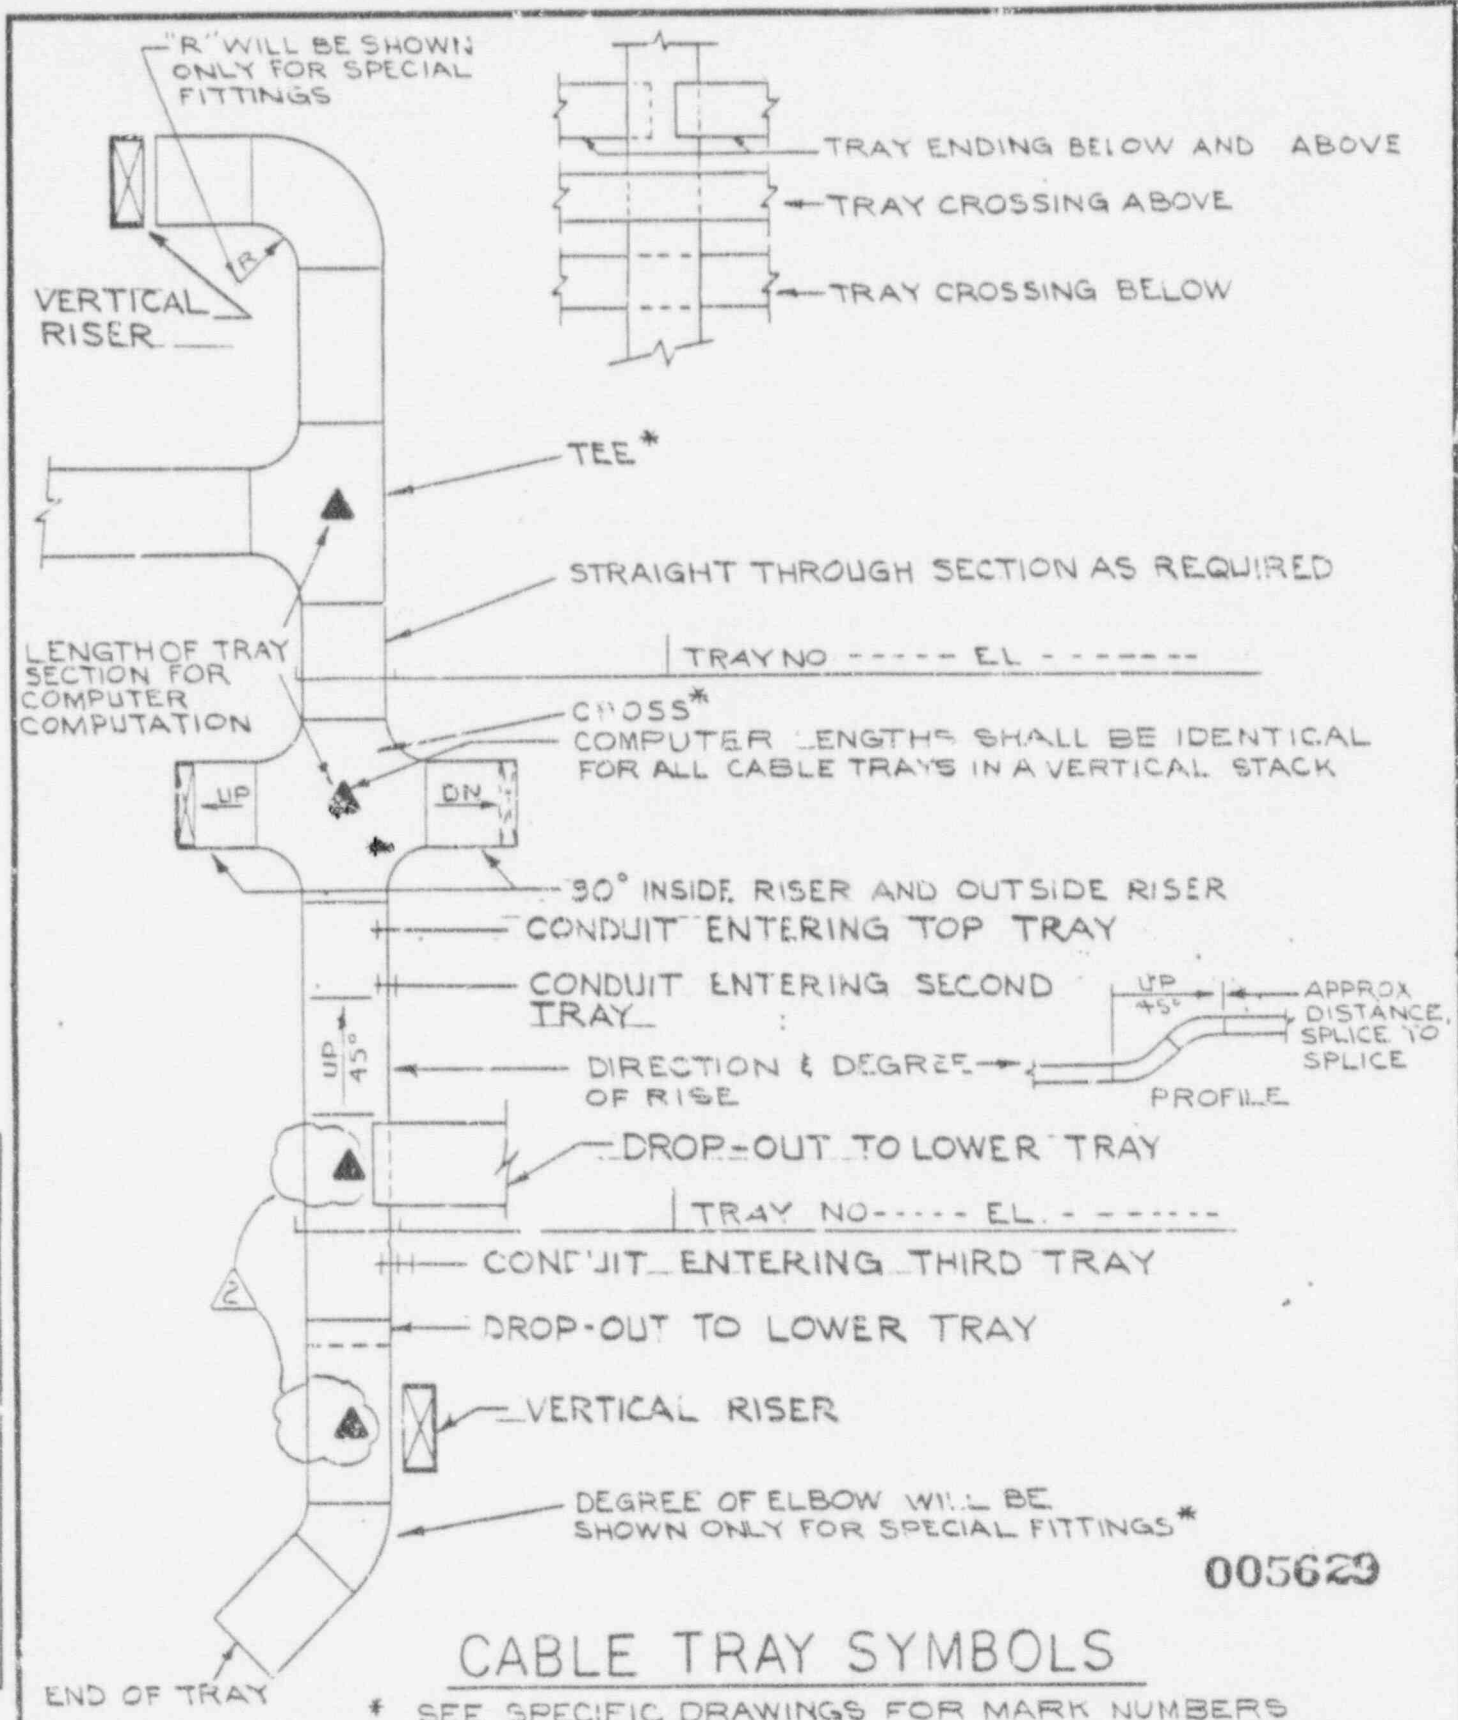 "R" WILL BE SHOWN
ONLY FOR SPECIAL
FITTINGS
TRAY ENDING BELOW AND ABOVE
TRAY CROSSING ABOVE
TRAY CROSSING BELOW
R
VERTICAL
RISER
TEE*
STRAIGHT THROUGH SECTION AS REQUIRED
LENGTH OF TRAY
SECTION FOR
COMPUTER
COMPUTATION
TRAY NO ----- EL -------
CROSS*
COMPUTER LENGTHS SHALL BE IDENTICAL
FOR ALL CABLE TRAYS IN A VERTICAL STACK
UP
DN
90° INSIDE RISER AND OUTSIDE RISER
CONDUIT ENTERING TOP TRAY
CONDUIT ENTERING SECOND
TRAY
UP
45°
UP
45°
APPROX
DISTANCE,
SPLICE TO
SPLICE
DIRECTION & DEGREE
OF RISE
PROFILE
DROP-OUT TO LOWER TRAY
TRAY NO ----- EL. -------
CONDUIT ENTERING THIRD TRAY
2
DROP-OUT TO LOWER TRAY
VERTICAL RISER
DEGREE OF ELBOW WILL BE
SHOWN ONLY FOR SPECIAL FITTINGS*
005629
CABLE TRAY SYMBOLS
END OF TRAY
* SEE SPECIFIC DRAWINGS FOR MARK NUMBERS